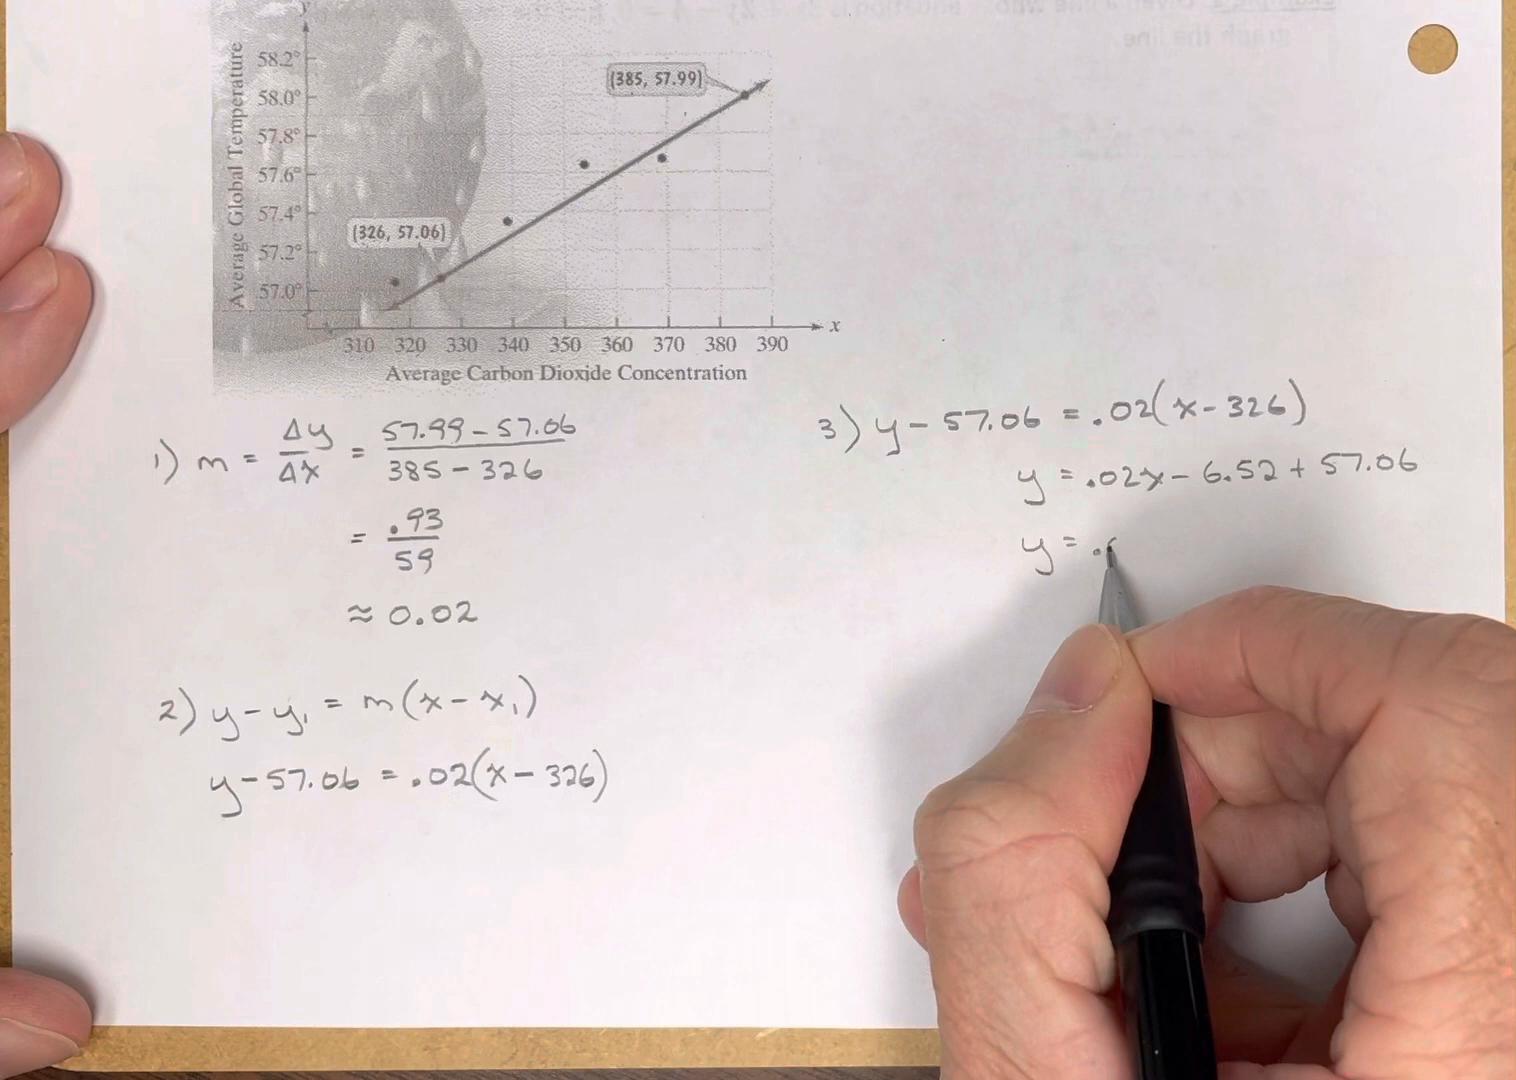 y
58.2°
58.0°
57.8°
57.6°
57.4°
57.2°
57.0°
Average Global Temperature
(385, 57.99)
(326, 57.06)
310 320 330 340 350 360 370 380 390
x
Average Carbon Dioxide Concentration
1) m = Δy/Δx = 57.99 - 57.06 / 385 - 326
= .93/59
≈ 0.02
2) y - y₁ = m(x - x₁)
y - 57.06 = .02(x - 326)
3) y - 57.06 = .02(x - 326)
y = .02x - 6.52 + 57.06
y = .